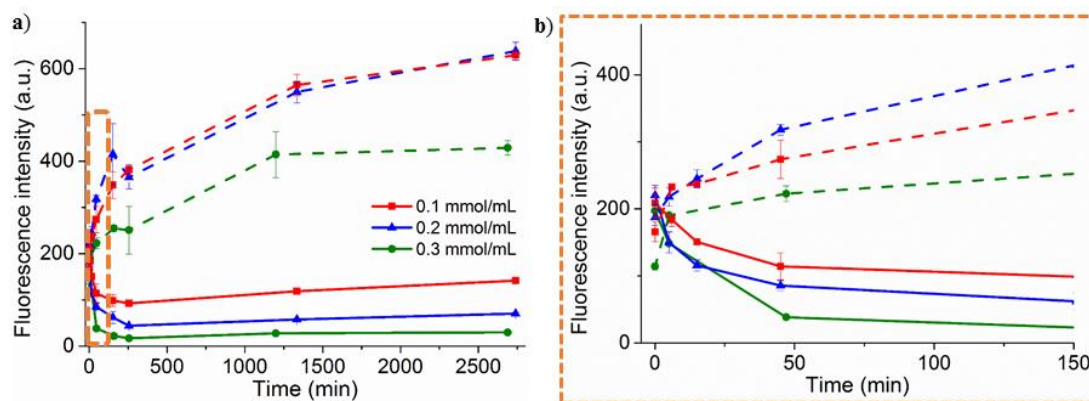 a)
Fluorescence intensity (a.u.)
600
400
200
0
0 500 1000 1500 2000 2500
Time (min)
0.1 mmol/mL
0.2 mmol/mL
0.3 mmol/mL
b)
Fluorescence intensity (a.u.)
400
200
0
0 50 100 150
Time (min)